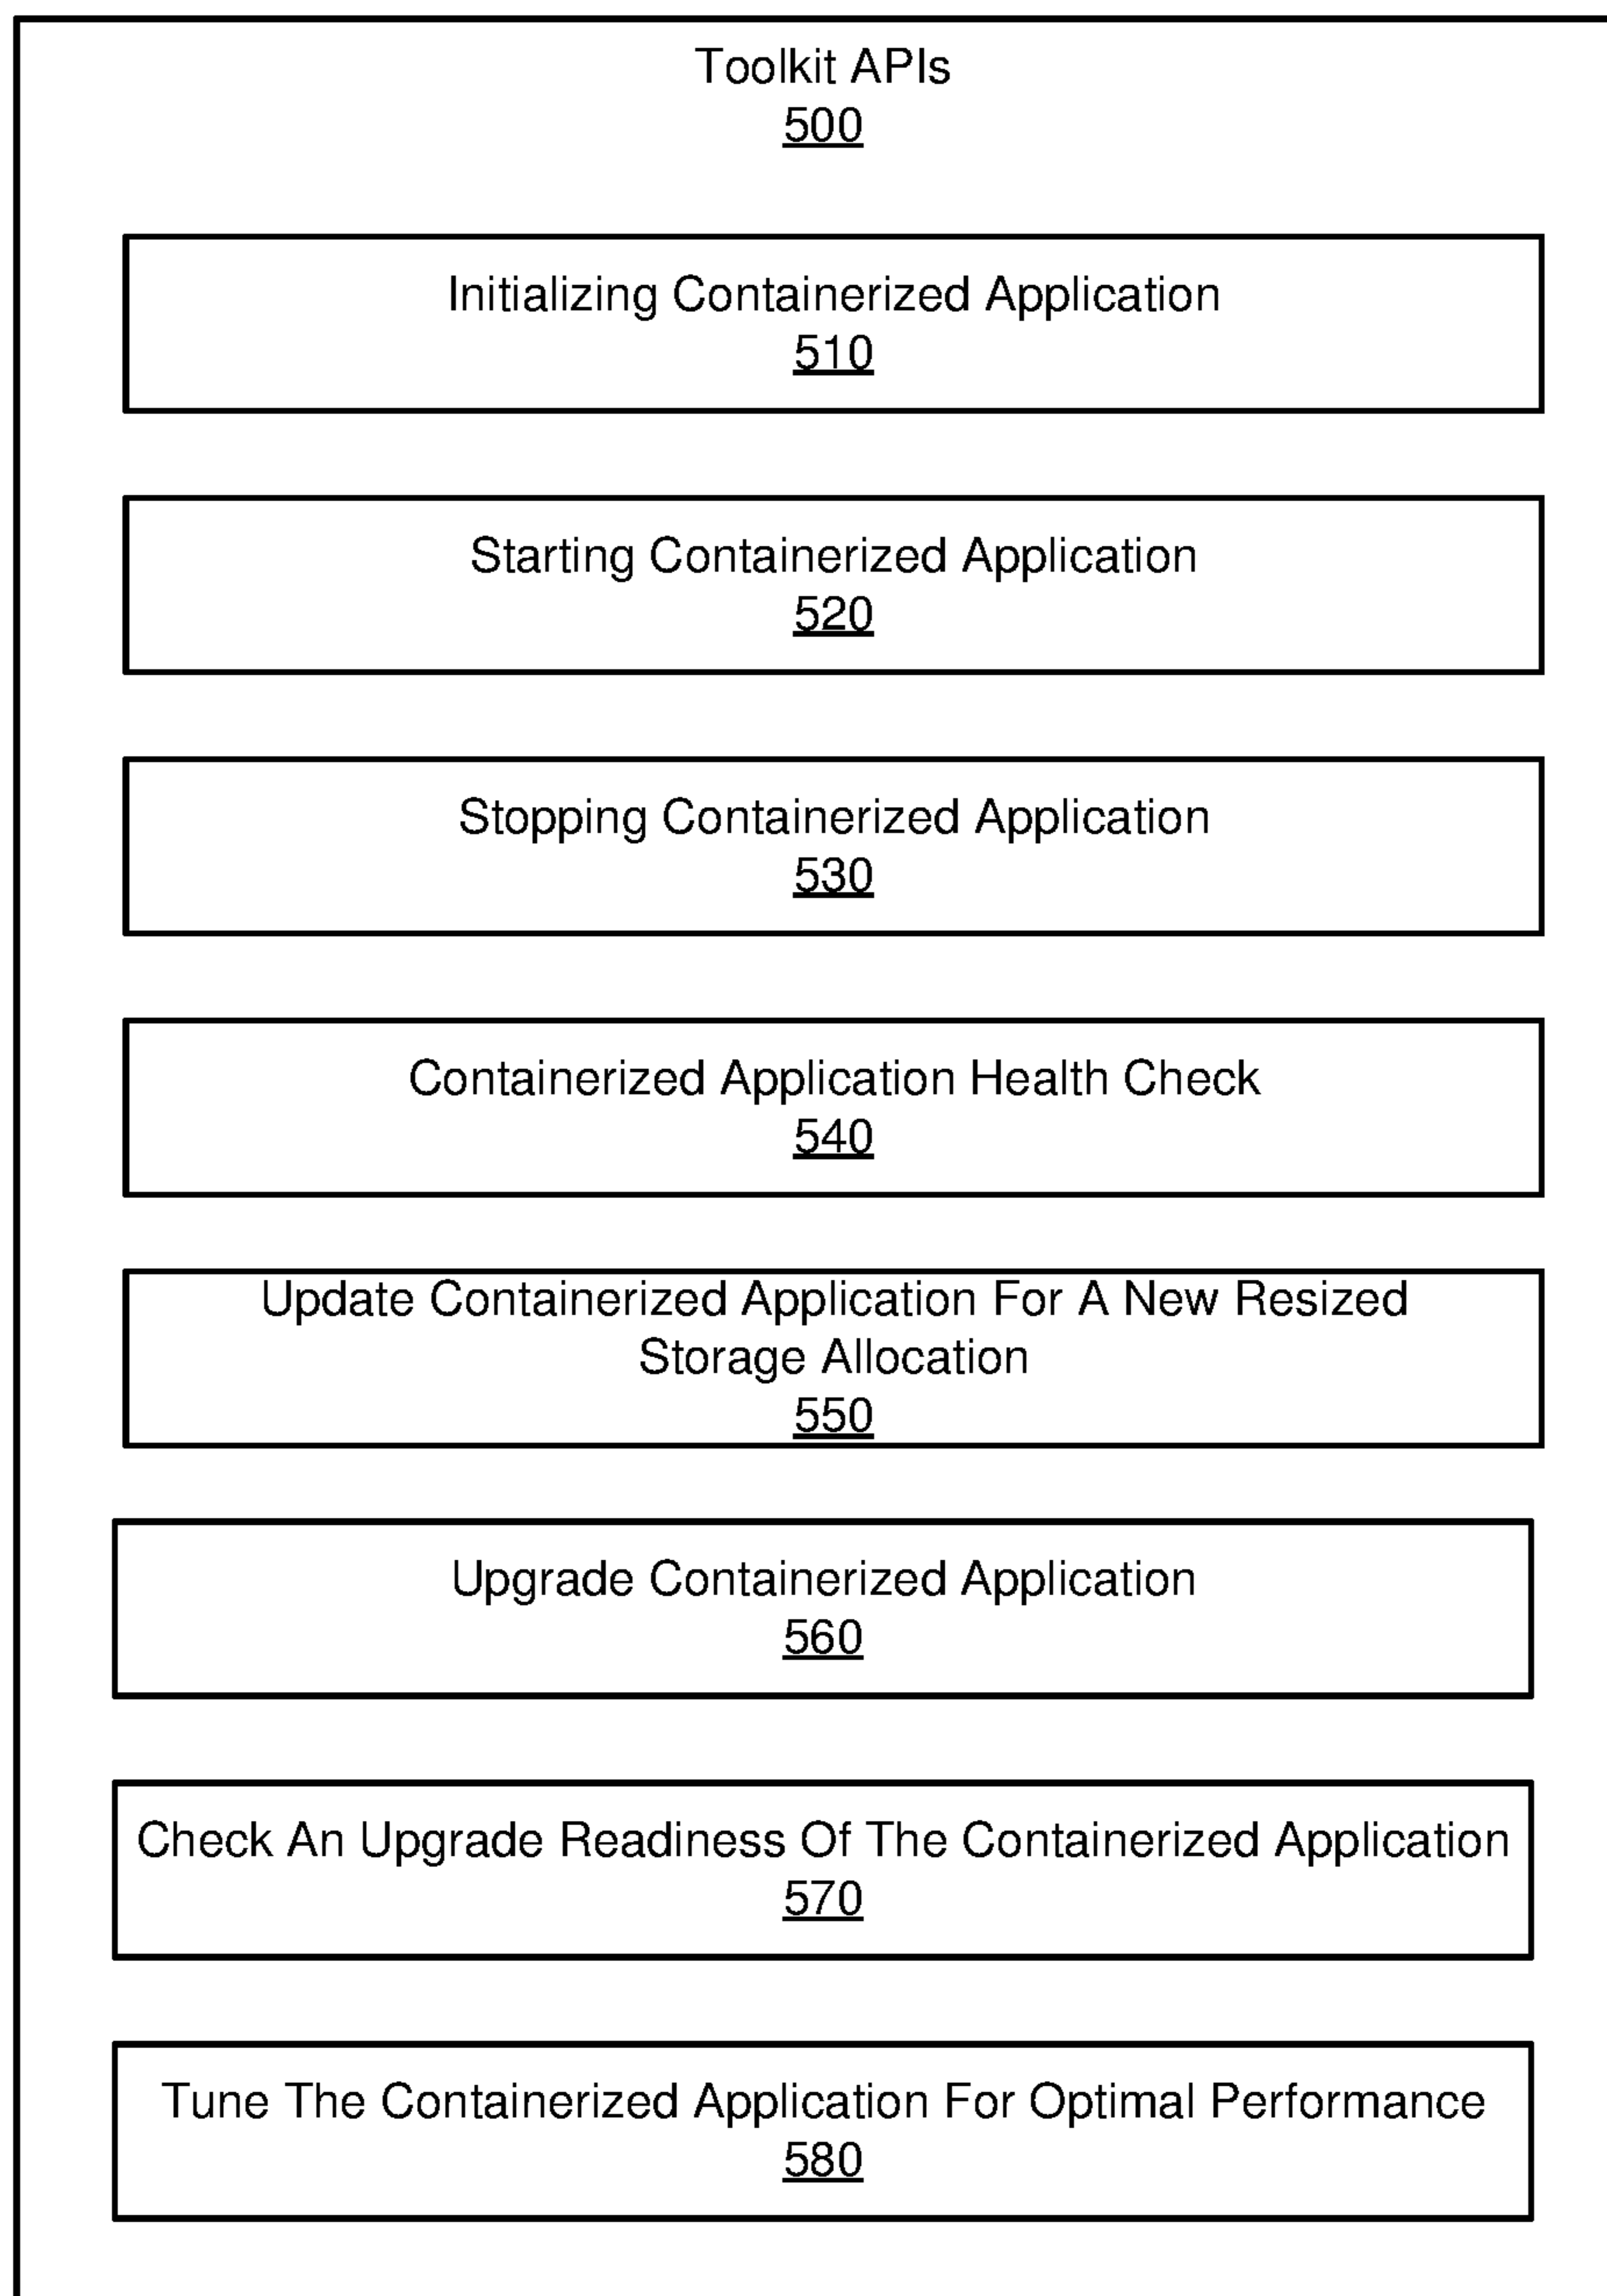 Toolkit APIs
500
Initializing Containerized Application
510
Starting Containerized Application
520
Stopping Containerized Application
530
Containerized Application Health Check
540
Update Containerized Application For A New Resized
Storage Allocation
550
Upgrade Containerized Application
560
Check An Upgrade Readiness Of The Containerized Application
570
Tune The Containerized Application For Optimal Performance
580